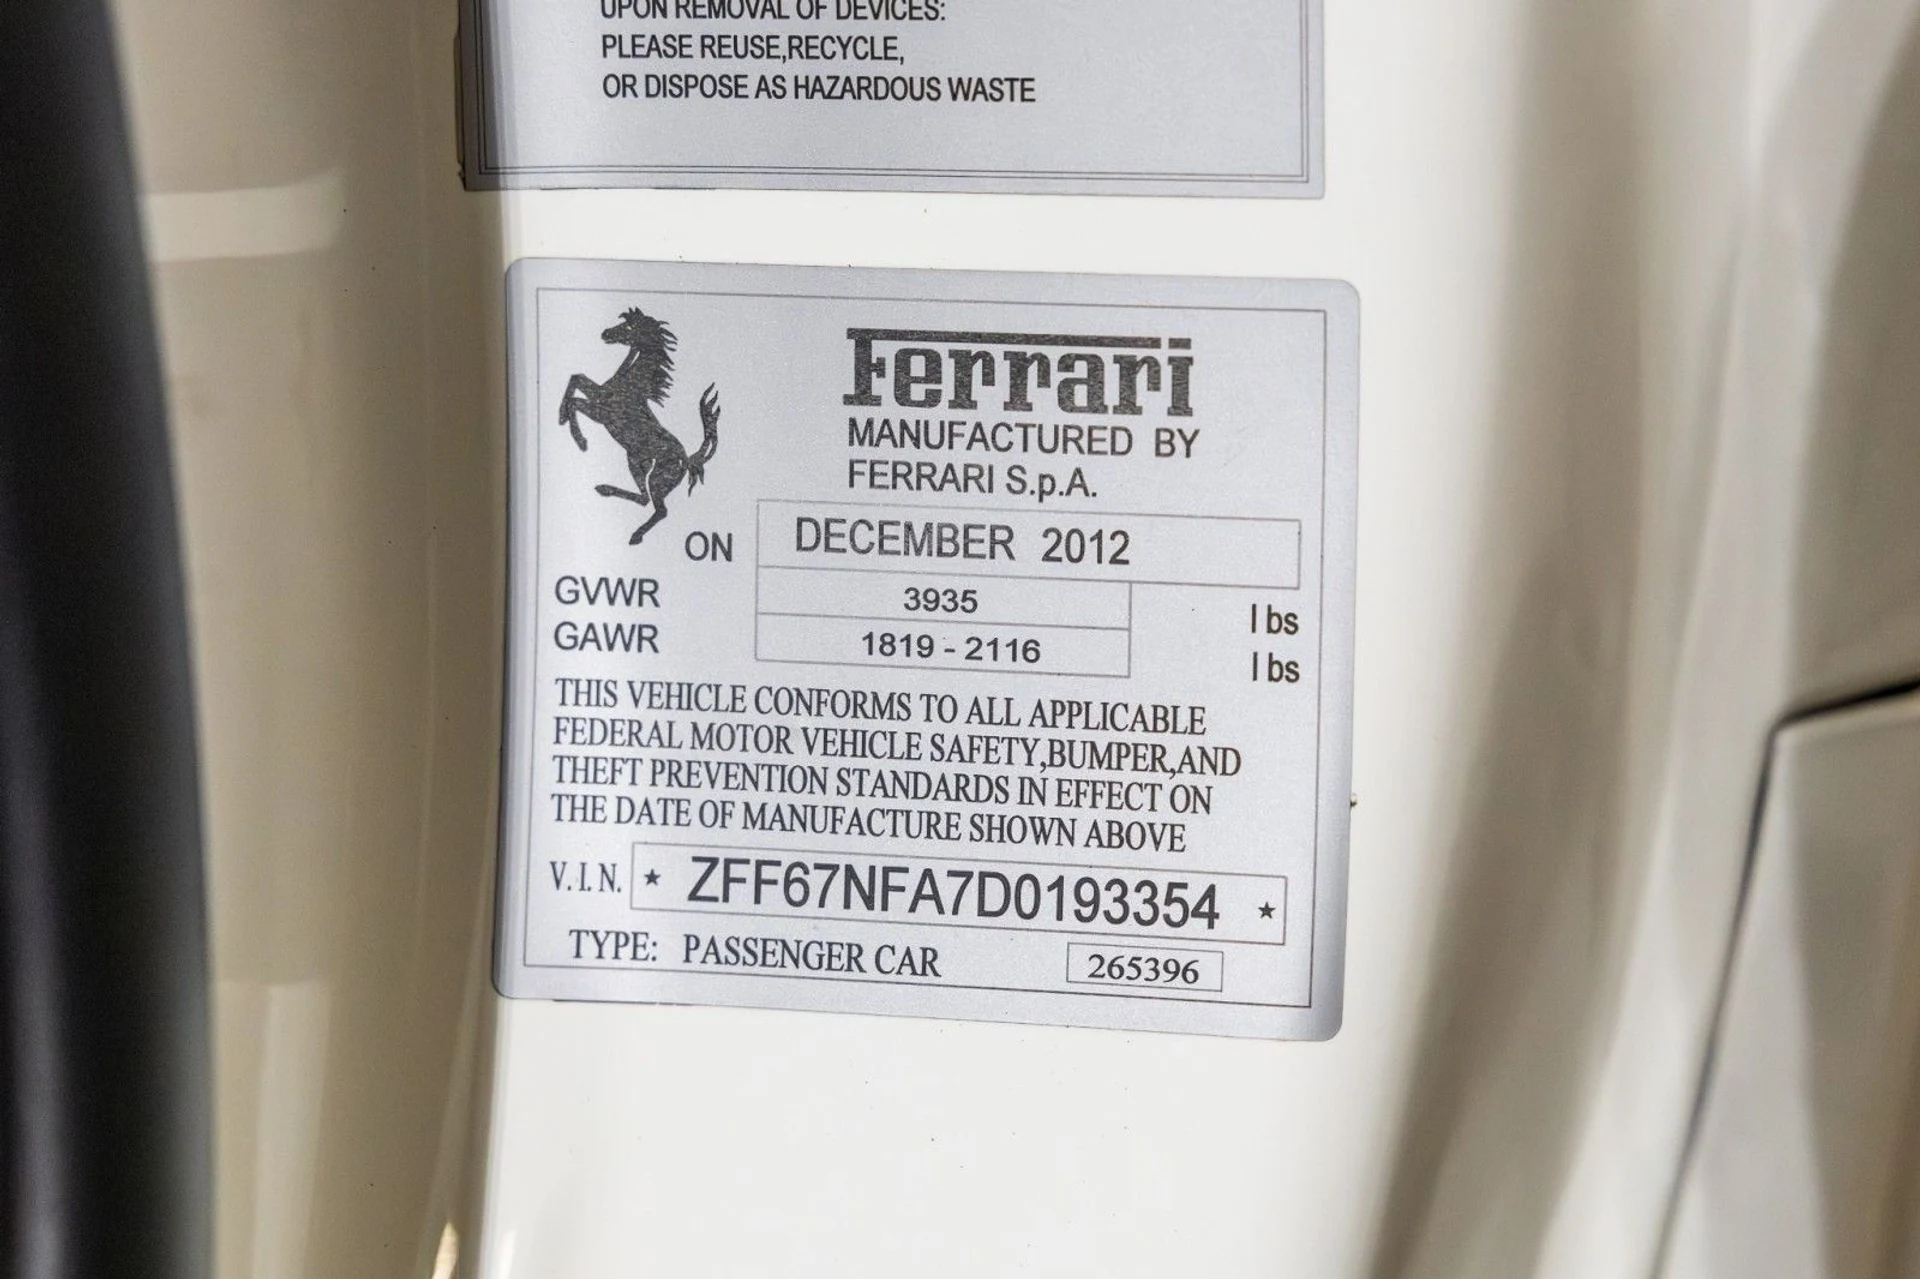 UPON REMOVAL OF DEVICES:
PLEASE REUSE,RECYCLE,
OR DISPOSE AS HAZARDOUS WASTE
Ferrari
MANUFACTURED BY
FERRARI S.p.A.
ON DECEMBER 2012
GVWR 3935 lbs
GAWR 1819 - 2116 lbs
THIS VEHICLE CONFORMS TO ALL APPLICABLE
FEDERAL MOTOR VEHICLE SAFETY,BUMPER,AND
THEFT PREVENTION STANDARDS IN EFFECT ON
THE DATE OF MANUFACTURE SHOWN ABOVE
V.I.N. ★ ZFF67NFA7D0193354 ★
TYPE: PASSENGER CAR 265396